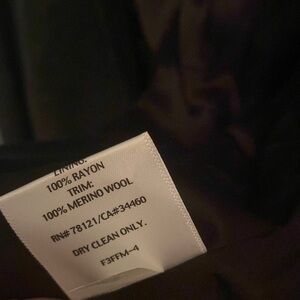 LINING:
100% RAYON
TRIM:
100% MERINO WOOL
RN# 78121/CA#34460
DRY CLEAN ONLY.
F3FFM-4